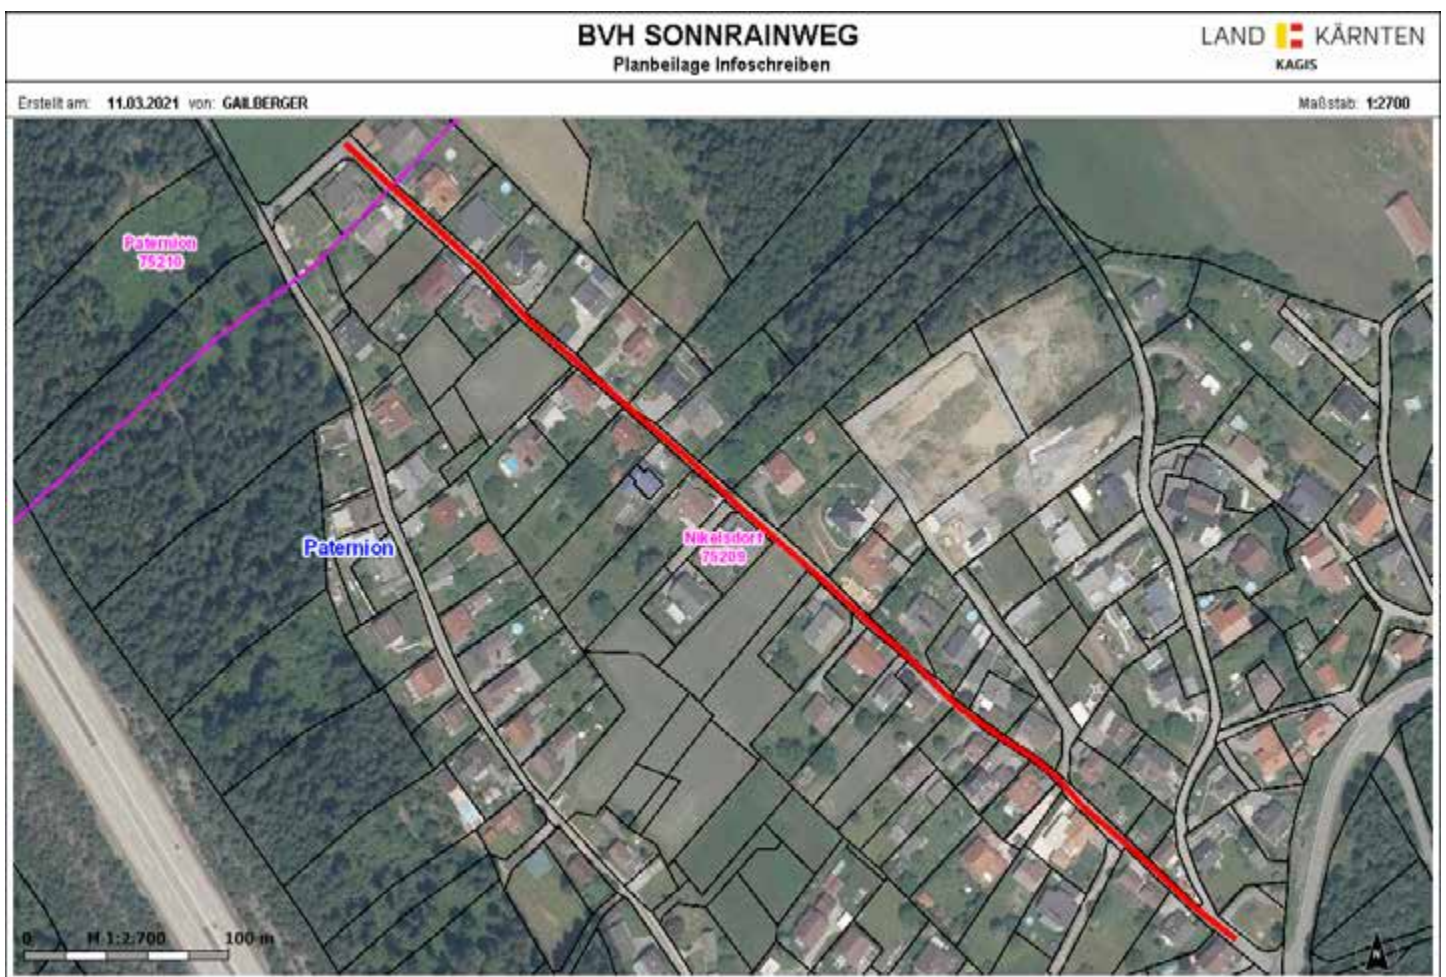 BVH SONNRAINWEG
Planbeilage Infoschreiben
LAND KÄRNTEN
KAGIS
Erstellt am: 11.03.2021 von: GAILBERGER
Maßstab: 1:2700
Paternion
75210
Paternion
Nikelsdorf
75209
0 M 1:2.700 100 m